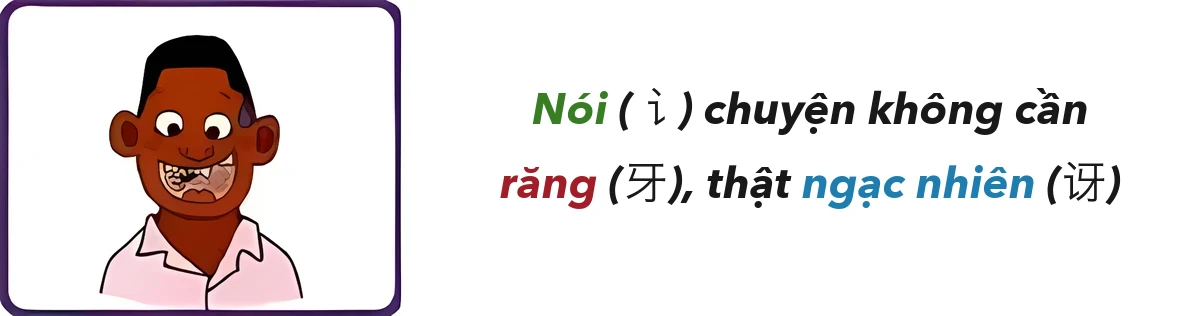 Nói (讠) chuyện không cần
răng (牙), thật ngạc nhiên (讶)